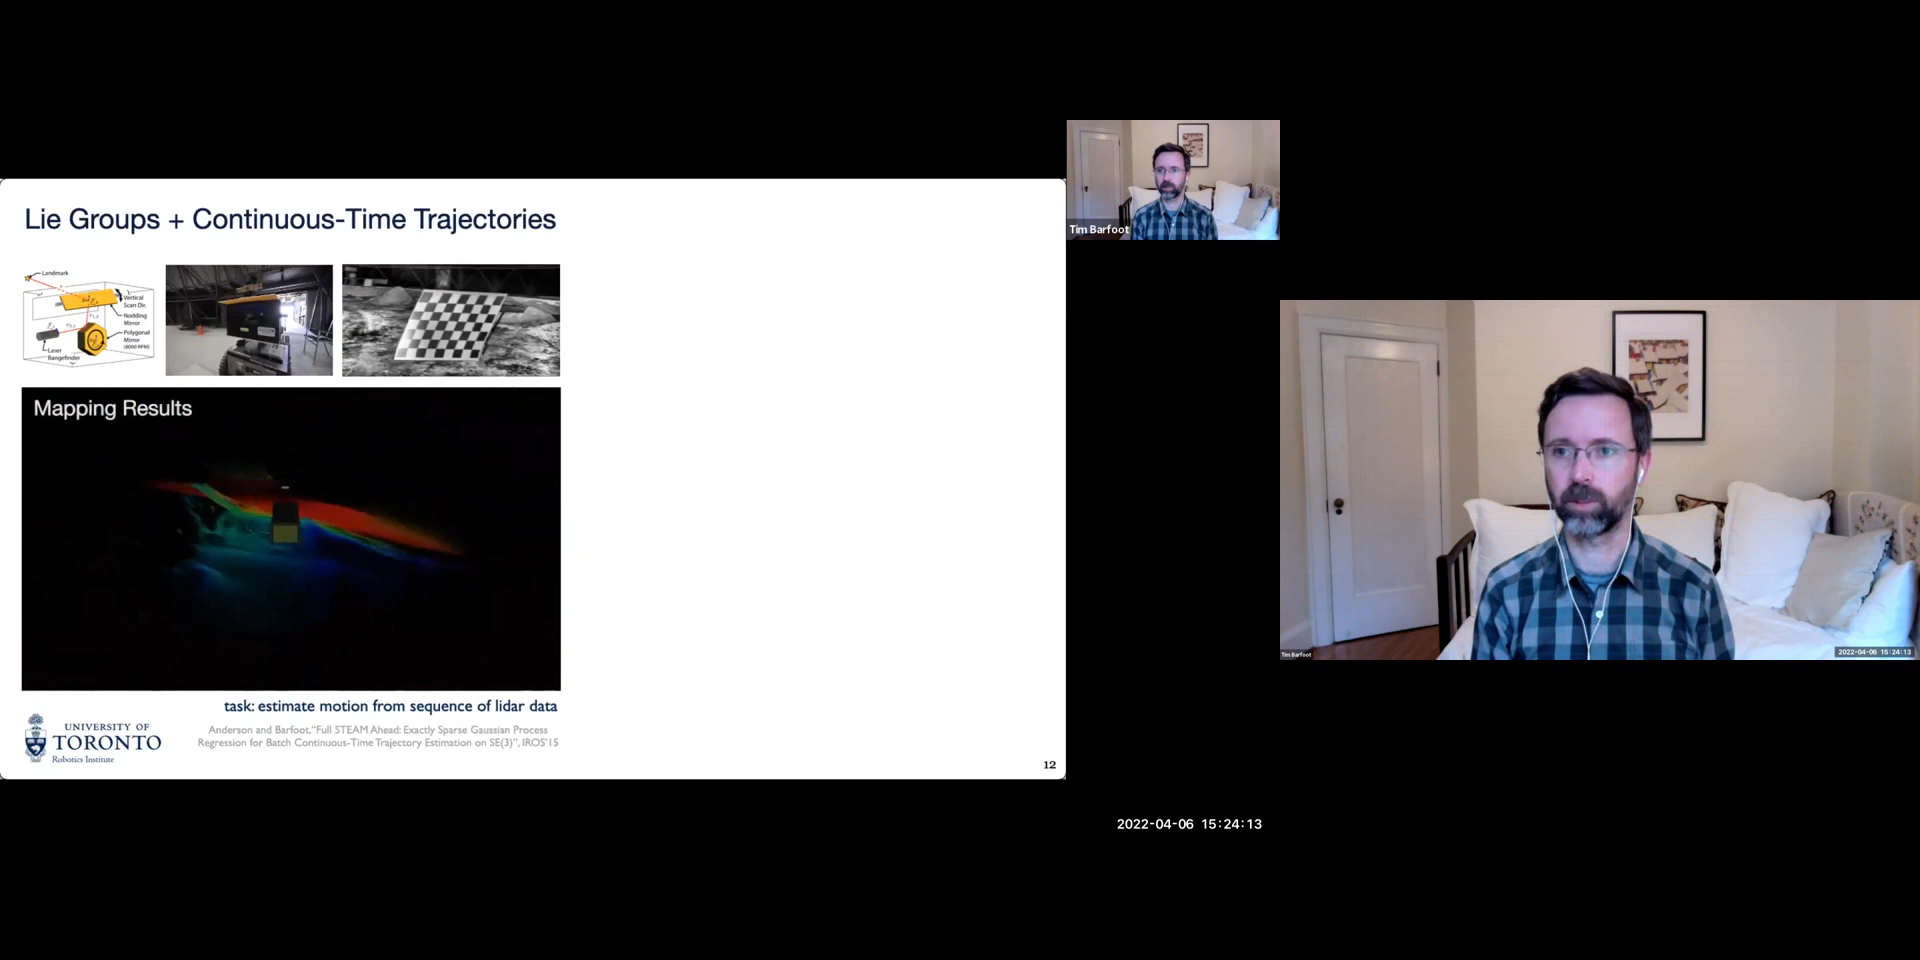 Lie Groups + Continuous-Time Trajectories
Landmark
Vertical
Scan Dir.
Nodding
Mirror
Polygonal
Mirror
(8000 RPM)
Laser
Rangefinder
Mapping Results
task: estimate motion from sequence of lidar data
Anderson and Barfoot, “Full STEAM Ahead: Exactly Sparse Gaussian Process
Regression for Batch Continuous-Time Trajectory Estimation on SE(3)”, IROS'15
UNIVERSITY OF
TORONTO
Robotics Institute
12
Tim Barfoot
Tim Barfoot
2022-04-06 15:24:13
2022-04-06 15:24:13